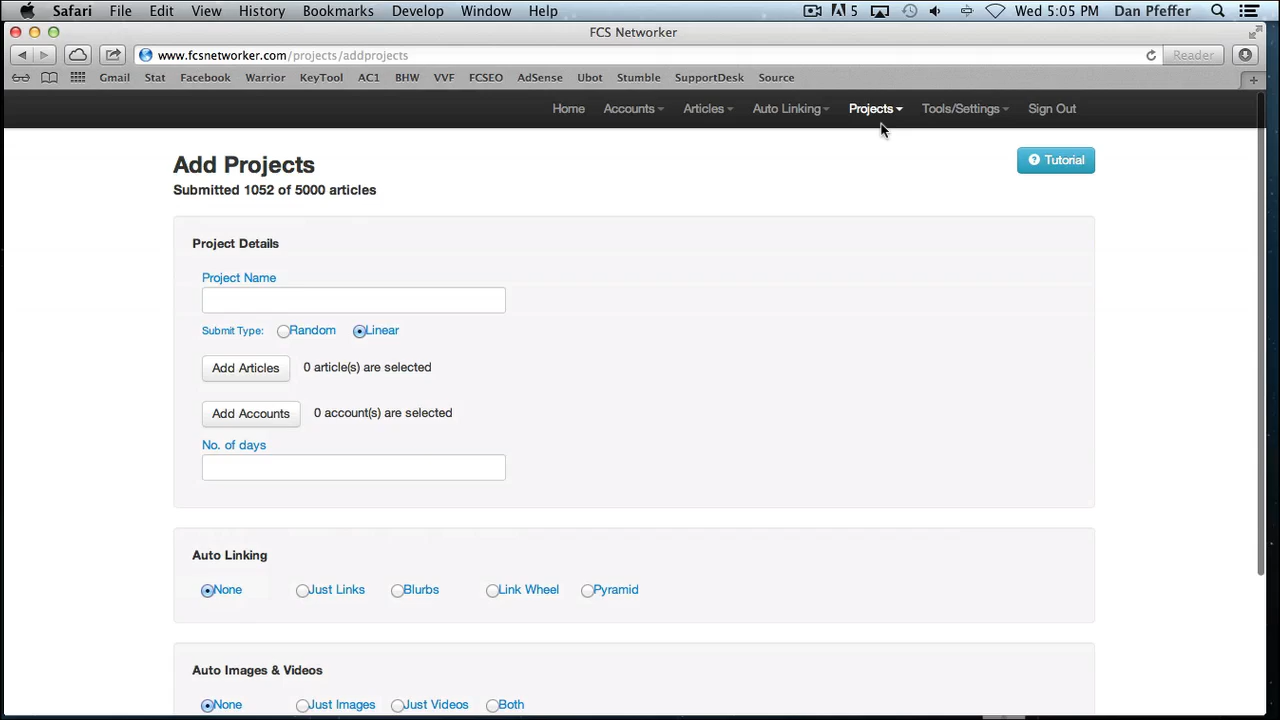 Safari File Edit View History Bookmarks Develop Window Help 5 Wed 5:05 PM Dan Pfeffer
FCS Networker
www.fcsnetworker.com/projects/addprojects Reader
Gmail Stat Facebook Warrior KeyTool AC1 BHW VVF FCSEO AdSense Ubot Stumble SupportDesk Source
Home Accounts Articles Auto Linking Projects Tools/Settings Sign Out
Add Projects
Tutorial
Submitted 1052 of 5000 articles
Project Details
Project Name
Submit Type: Random Linear
Add Articles 0 article(s) are selected
Add Accounts 0 account(s) are selected
No. of days
Auto Linking
None Just Links Blurbs Link Wheel Pyramid
Auto Images & Videos
None Just Images Just Videos Both